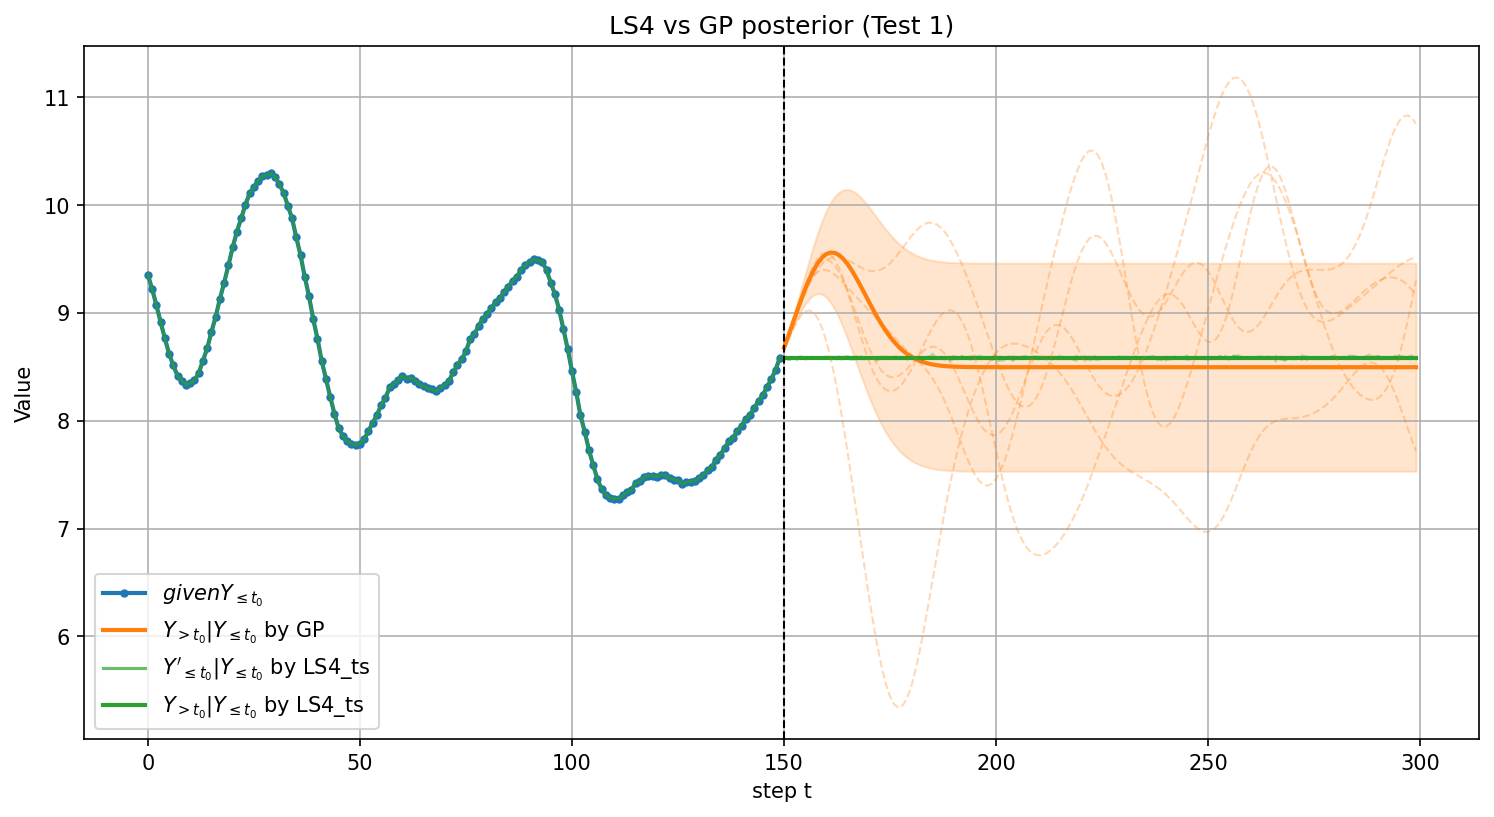 LS4 vs GP posterior (Test 1)
Value
11
10
9
8
7
6
givenY≤t₀
Y>t₀|Y≤t₀ by GP
Y′≤t₀|Y≤t₀ by LS4_ts
Y>t₀|Y≤t₀ by LS4_ts
0 50 100 150 200 250 300
step t